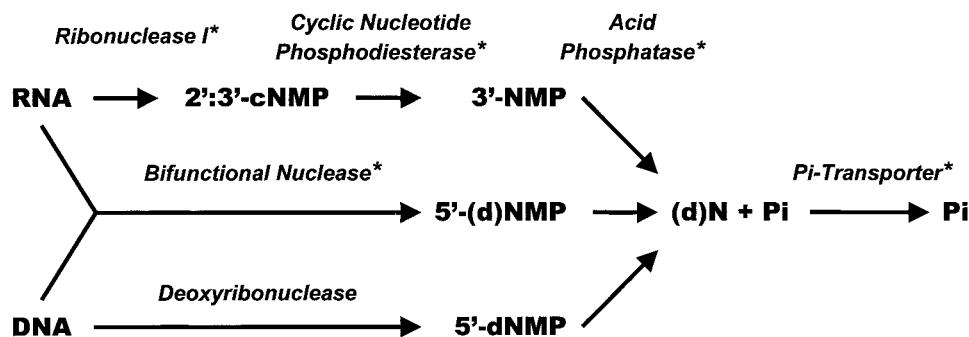 Ribonuclease I*
Cyclic Nucleotide
Phosphodiesterase*
Acid
Phosphatase*
RNA
2':3'-cNMP
3'-NMP
Bifunctional Nuclease*
Pi-Transporter*
5'-(d)NMP
(d)N + Pi
Pi
Deoxyribonuclease
DNA
5'-dNMP